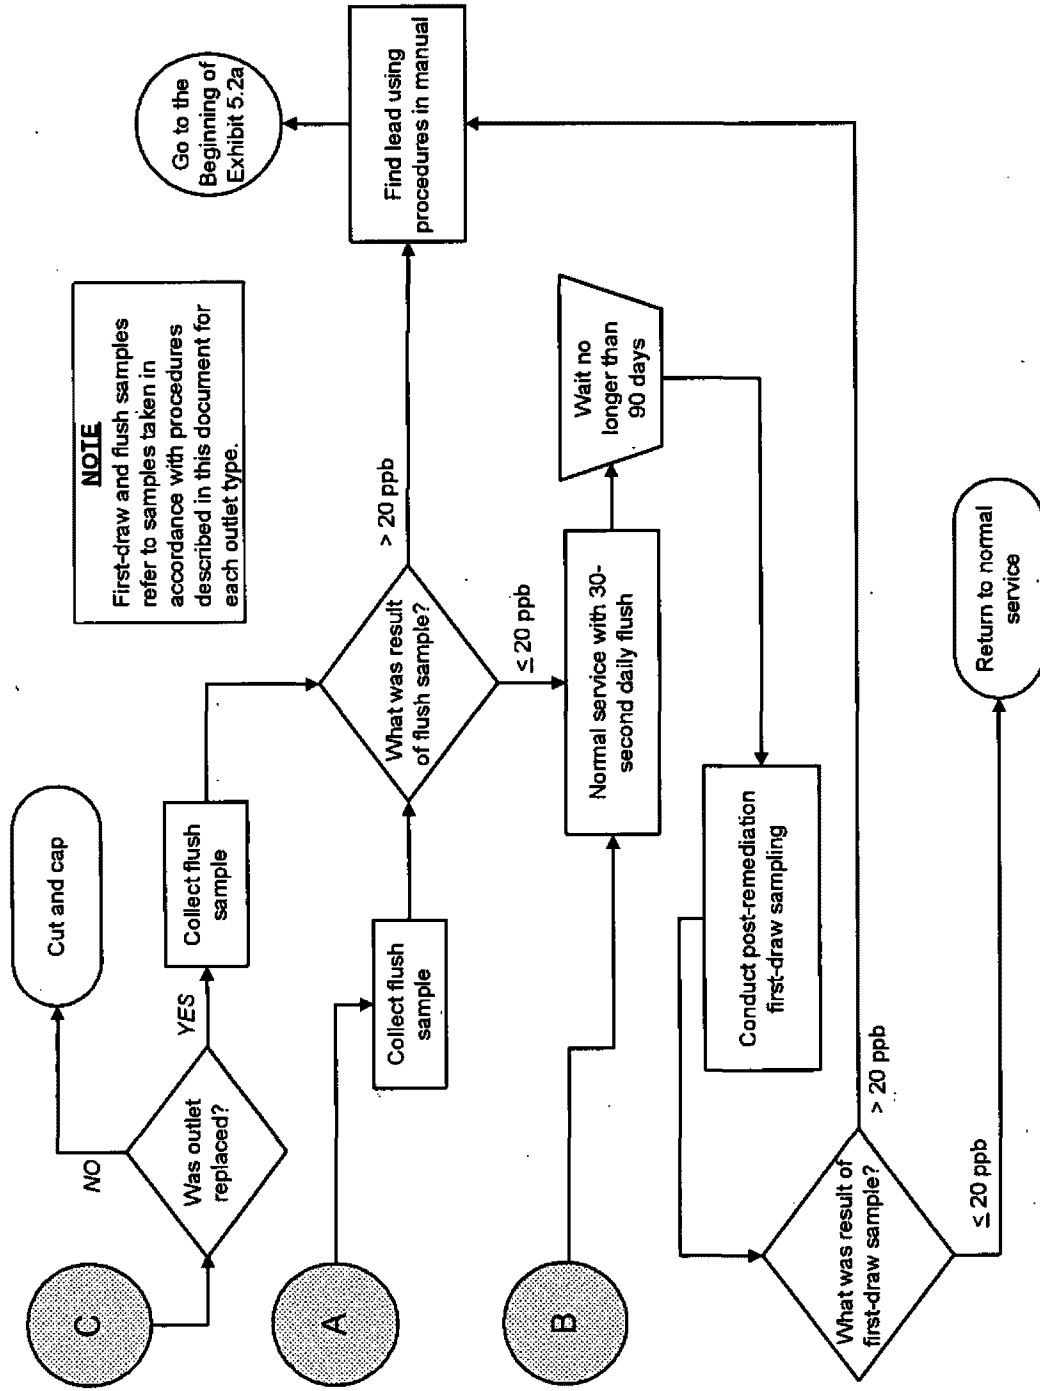 C
Was outlet
replaced?
NO
Cut and cap
YES
Collect flush
sample
NOTE
First-draw and flush samples
refer to samples taken in
accordance with procedures
described in this document for
each outlet type.
Go to the
Beginning of
Exhibit 5.2a
A
Collect flush
sample
What was result
of flush sample?
> 20 ppb
Find lead using
procedures in manual
≤ 20 ppb
B
Normal service with 30-
second daily flush
Wait no
longer than
90 days
Conduct post-remediation
first-draw sampling
What was result of
first-draw sample?
> 20 ppb
≤ 20 ppb
Return to normal
service